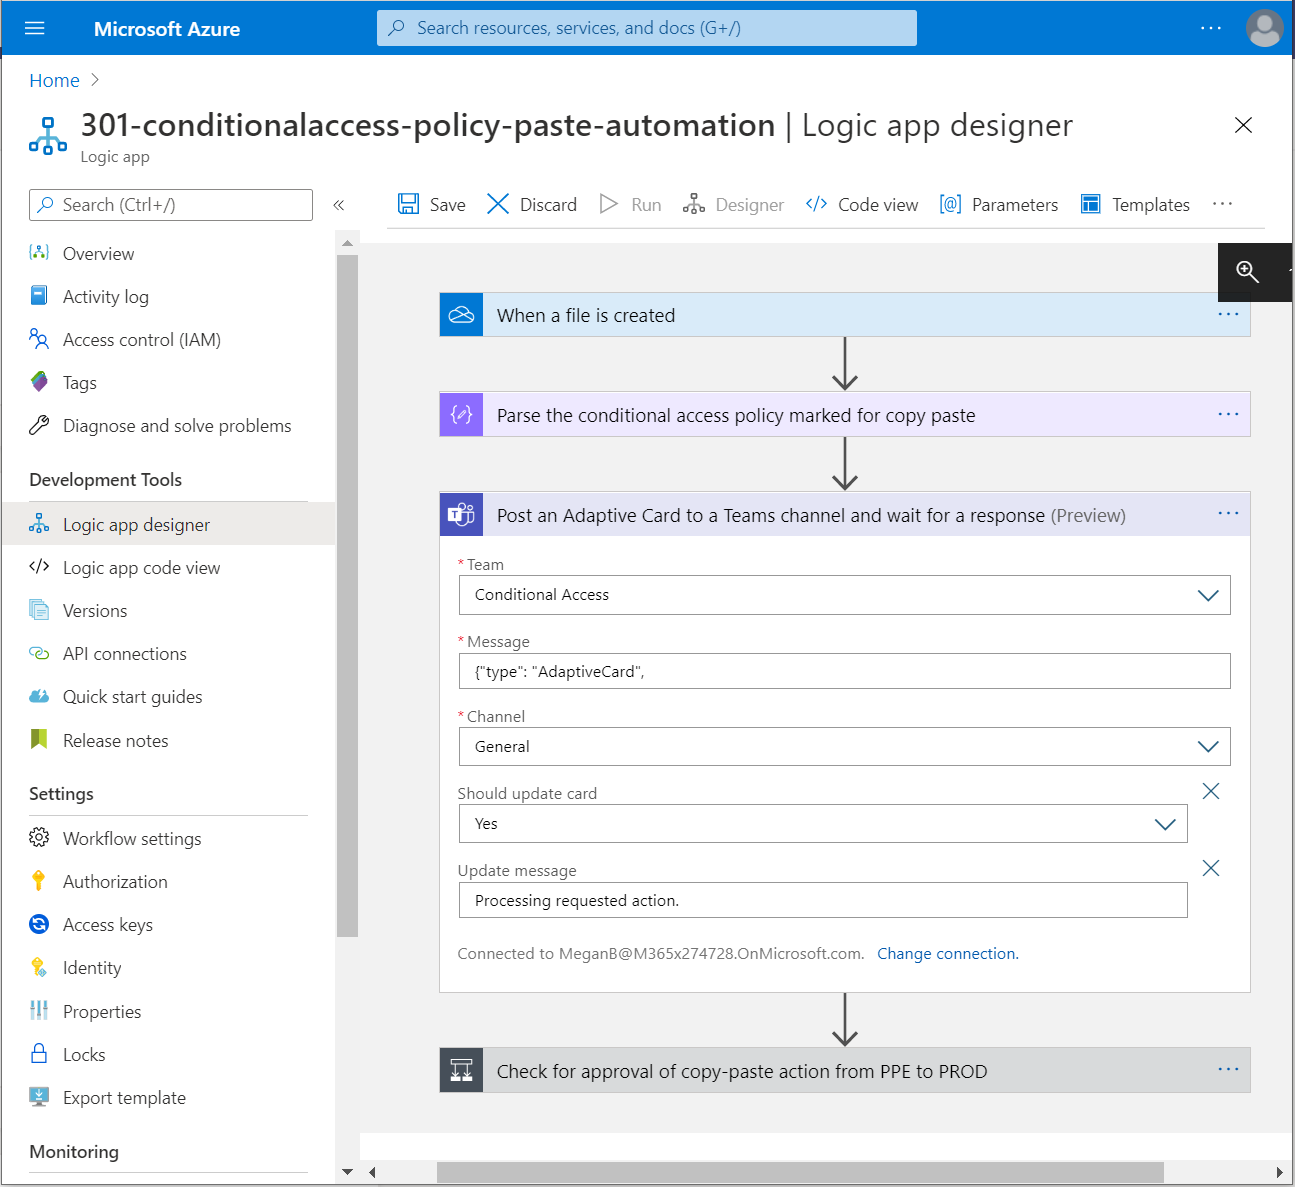 Microsoft Azure
Search resources, services, and docs (G+/)
...
Home >
301-conditionalaccess-policy-paste-automation | Logic app designer
Logic app
Search (Ctrl+/)
«
Save
Discard
Run
Designer
Code view
Parameters
Templates
...
Overview
Activity log
Access control (IAM)
Tags
Diagnose and solve problems
Development Tools
Logic app designer
Logic app code view
Versions
API connections
Quick start guides
Release notes
Settings
Workflow settings
Authorization
Access keys
Identity
Properties
Locks
Export template
Monitoring
When a file is created
...
Parse the conditional access policy marked for copy paste
...
Post an Adaptive Card to a Teams channel and wait for a response (Preview)
...
* Team
Conditional Access
* Message
{"type": "AdaptiveCard",
* Channel
General
Should update card
Yes
Update message
Processing requested action.
Connected to MeganB@M365x274728.OnMicrosoft.com. Change connection.
Check for approval of copy-paste action from PPE to PROD
...